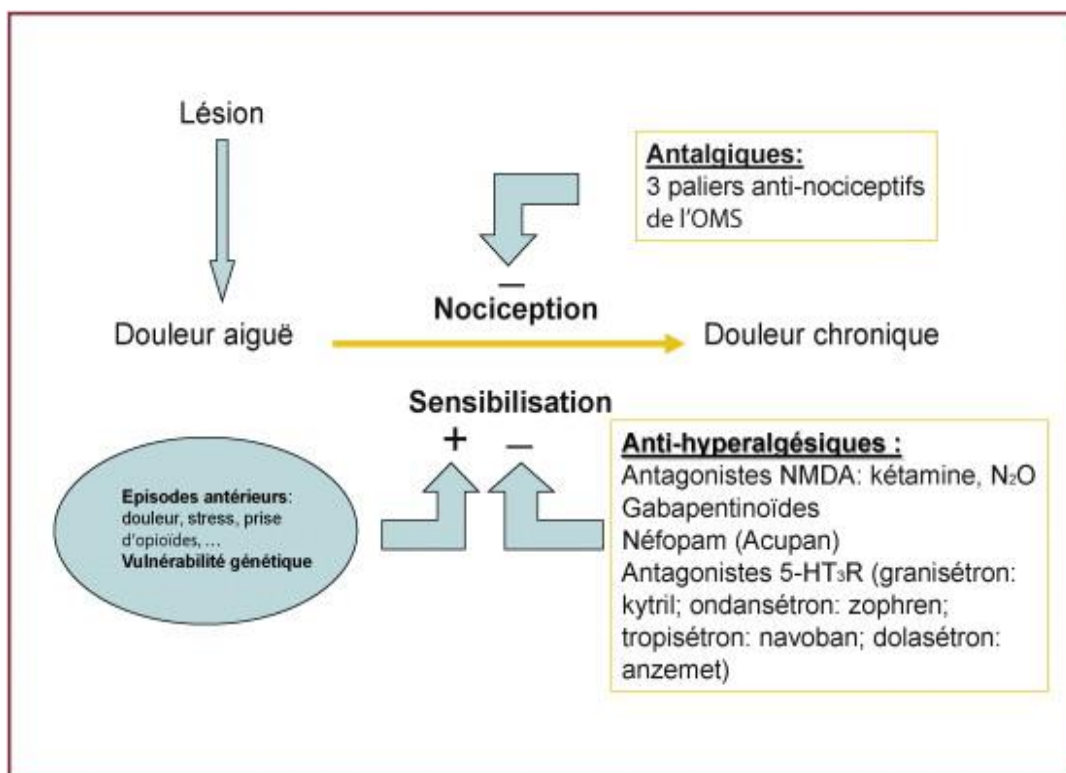 Lésion
Antalgiques:
3 paliers anti-nociceptifs
de l'OMS
–
Nociception
Douleur aiguë
Douleur chronique
Sensibilisation
+ –
Episodes antérieurs:
douleur, stress, prise
d'opioïdes, ...
Vulnérabilité génétique
Anti-hyperalgésiques :
Antagonistes NMDA: kétamine, N₂O
Gabapentinoïdes
Néfopam (Acupan)
Antagonistes 5-HT₃R (granisétron:
kytril; ondansétron: zophren;
tropisétron: navoban; dolasétron:
anzemet)